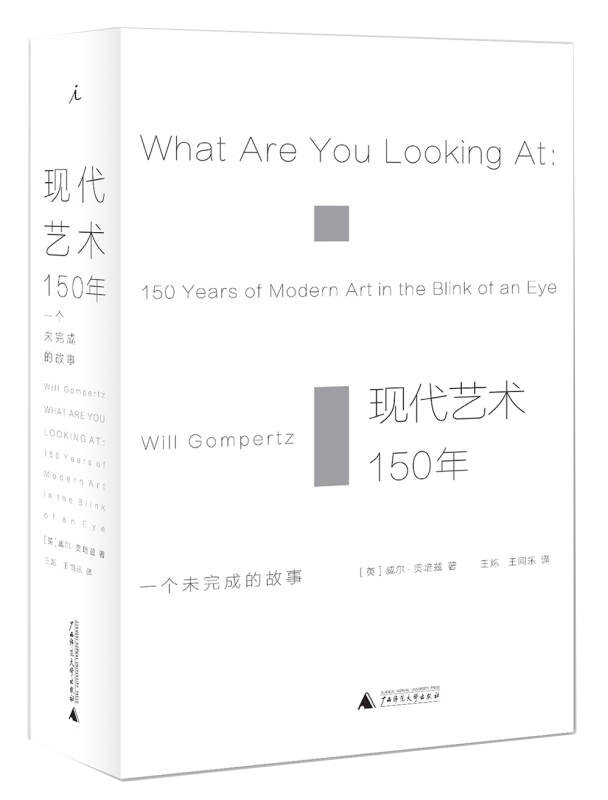 i
现代
艺术
150年
一个
未完成
的故事
Will Gompertz
WHAT ARE YOU
LOOKING AT:
150 Years of
Modern Art
in the Blink
of an Eye
[英]威尔·贡培兹 著
王烁 王同乐 译
广西师范大学出版社
What Are You Looking At:
150 Years of Modern Art in the Blink of an Eye
Will Gompertz
现代艺术
150年
一个未完成的故事
[英]威尔·贡培兹 著 王烁 王同乐 译
GUANGXI NORMAL UNIVERSITY PRESS
广西师范大学出版社